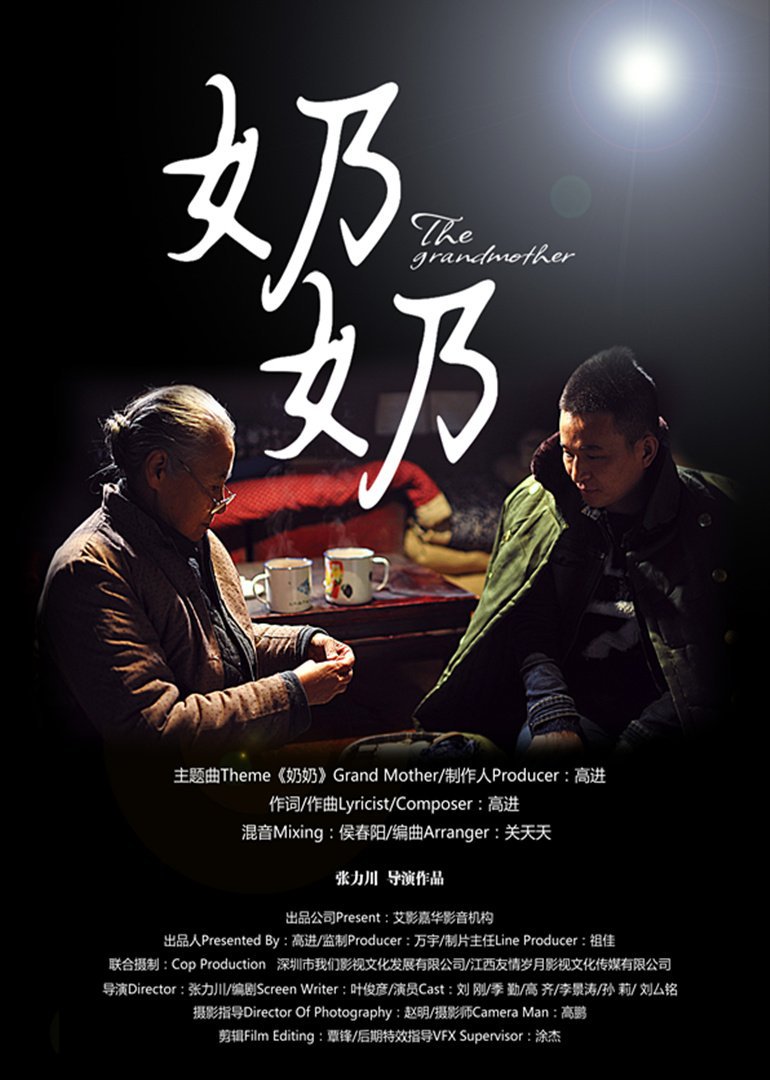 奶
奶
The
grandmother
主题曲Theme《奶奶》Grand Mother/制作人Producer：高进
作词/作曲Lyricist/Composer：高进
混音Mixing：侯春阳/编曲Arranger：关天天
张力川 导演作品
出品公司Present：艾影嘉华影音机构
出品人Presented By：高进/监制Producer：万宇/制片主任Line Producer：祖佳
联合摄制：Cop Production 深圳市我们影视文化发展有限公司/江西友情岁月影视文化传媒有限公司
导演Director：张力川/编剧Screen Writer：叶俊彦/演员Cast：刘 刚/季 勤/高 齐/李景涛/孙 莉/ 刘厶铭
摄影指导Director Of Photography：赵明/摄影师Camera Man：高鹏
剪辑Film Editing：覃锋/后期特效指导VFX Supervisor：涂杰